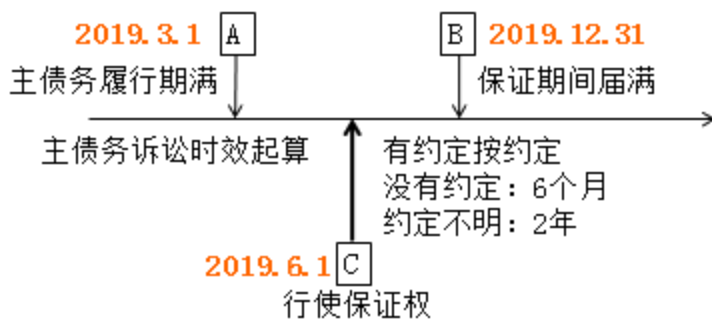 2019.3.1 A
B 2019.12.31
主债务履行期满
保证期间届满
主债务诉讼时效起算
有约定按约定
没有约定：6个月
约定不明：2年
2019.6.1 C
行使保证权